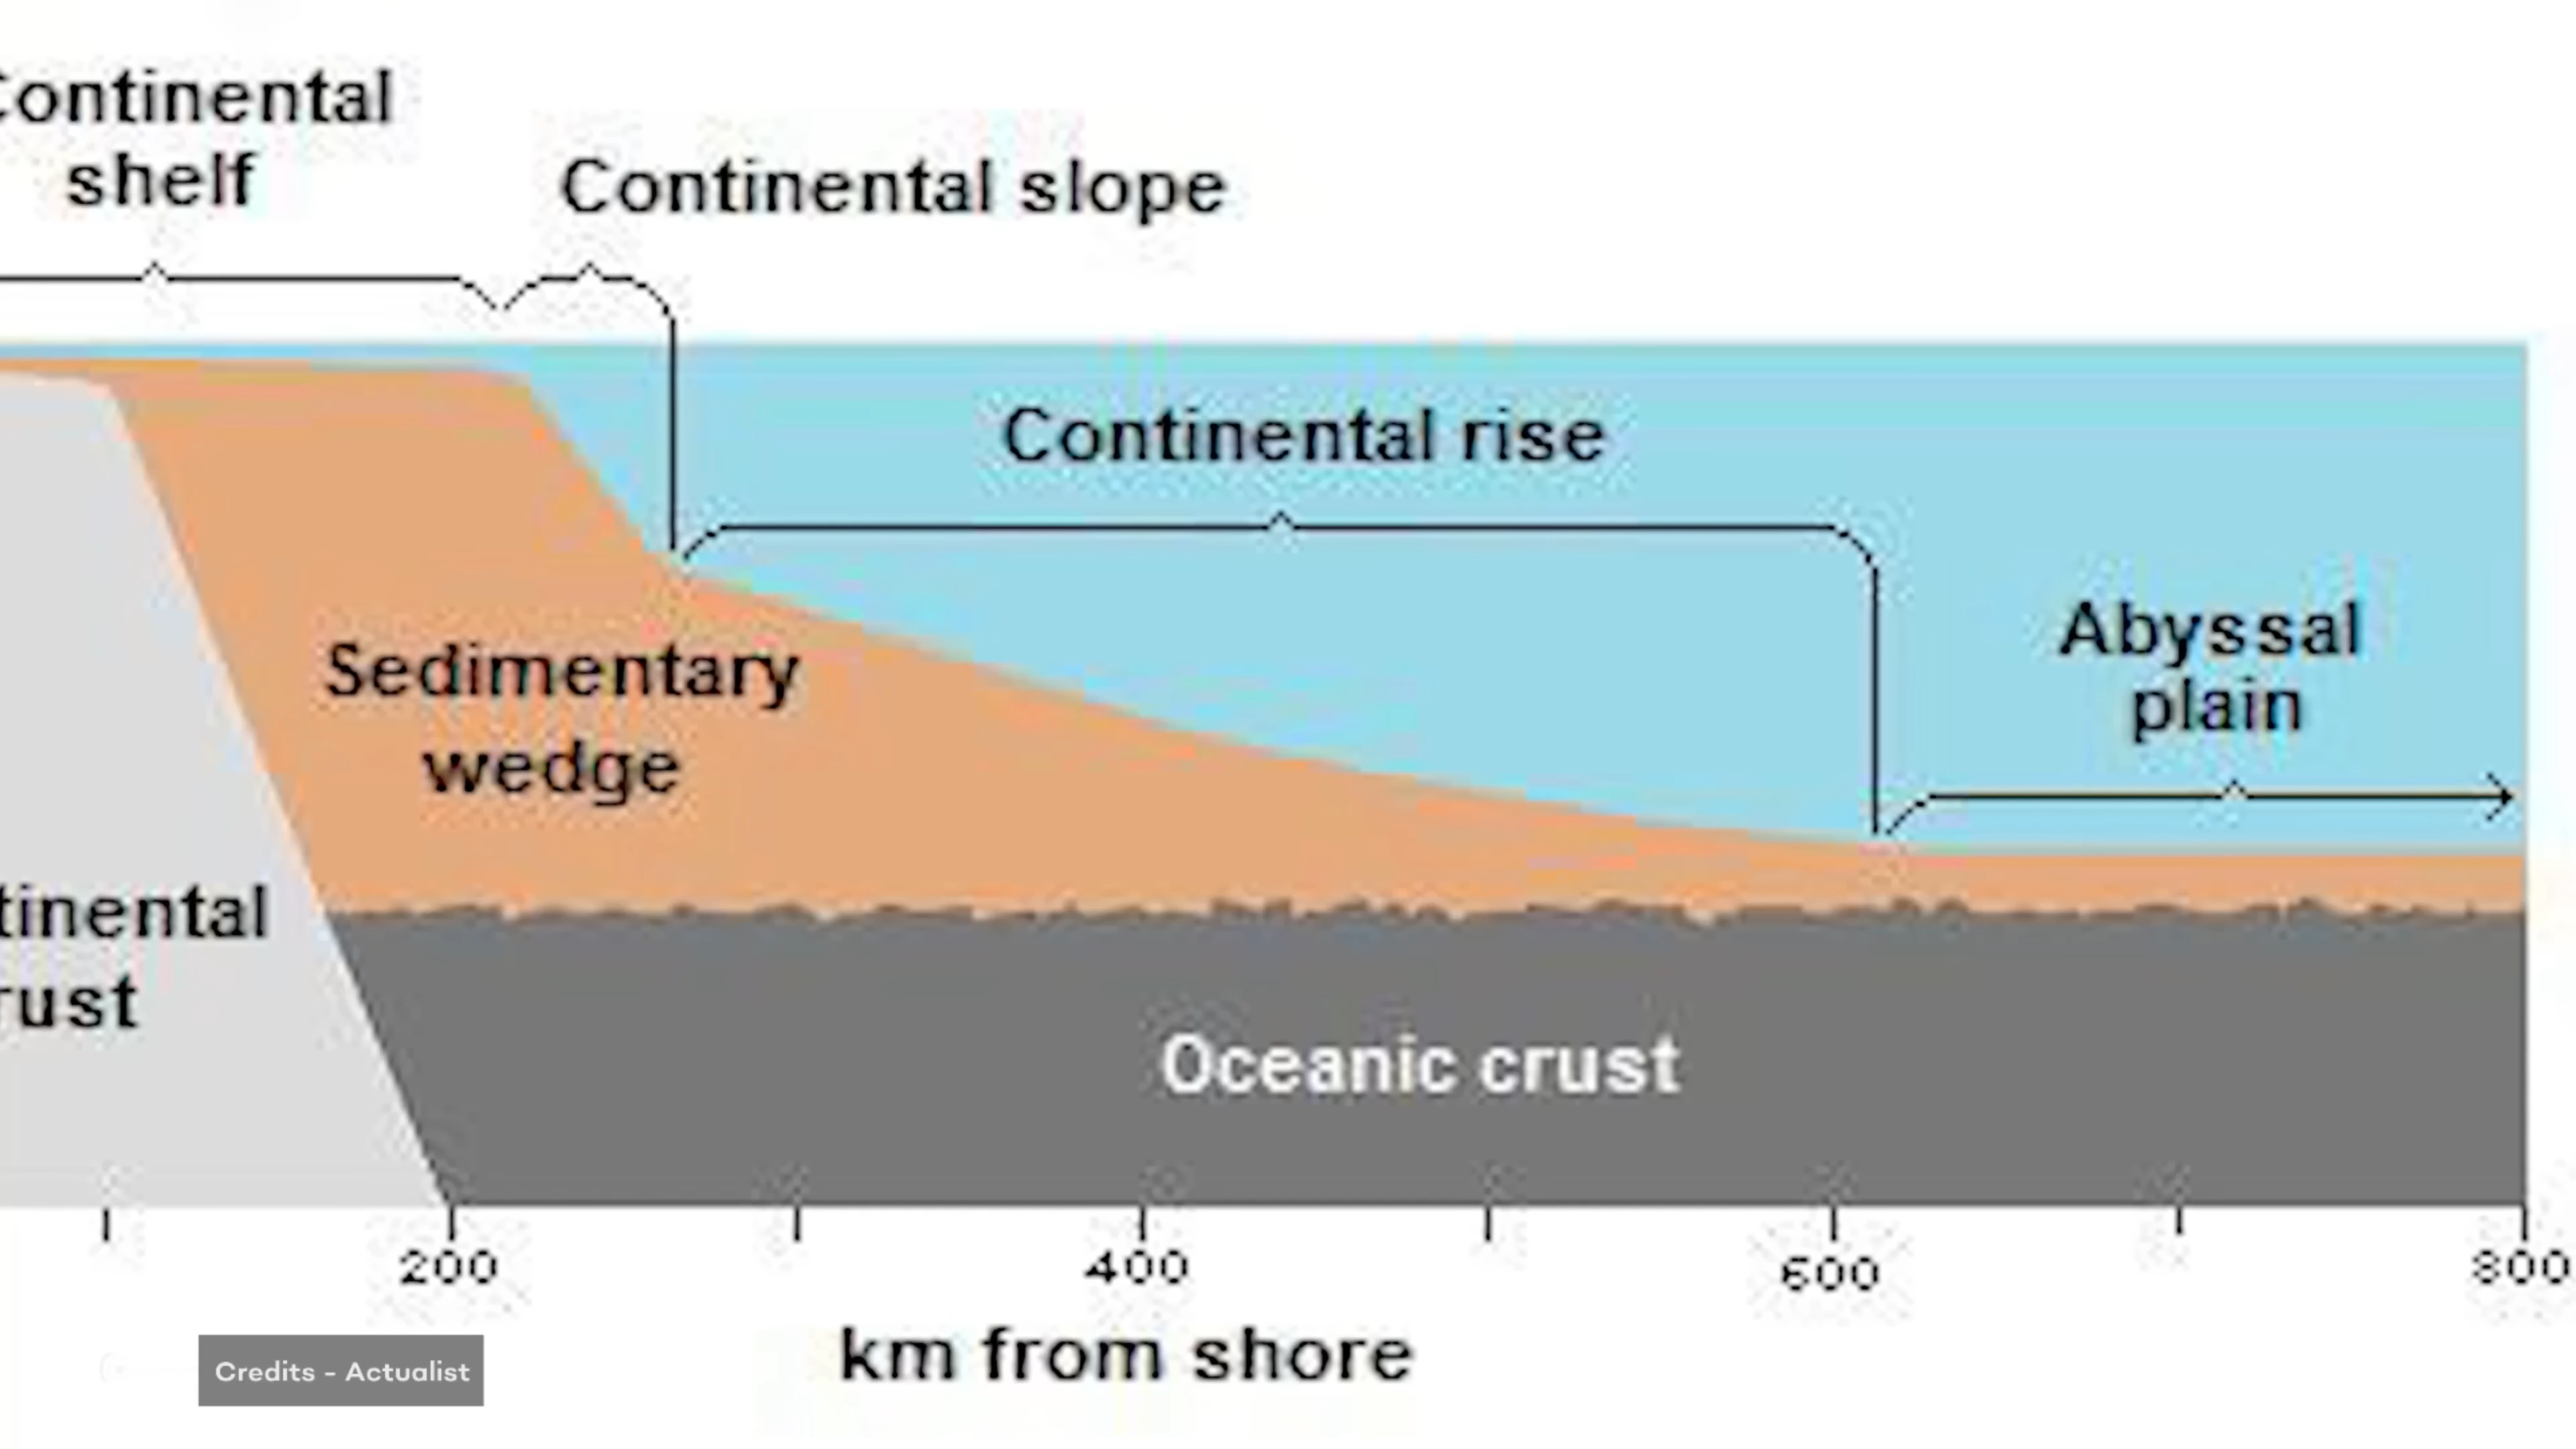 Continental
shelf
Continental slope
Continental rise
Abyssal
plain
Sedimentary
wedge
tinental
rust
Oceanic crust
200
400
600
800
km from shore
Credits - Actualist